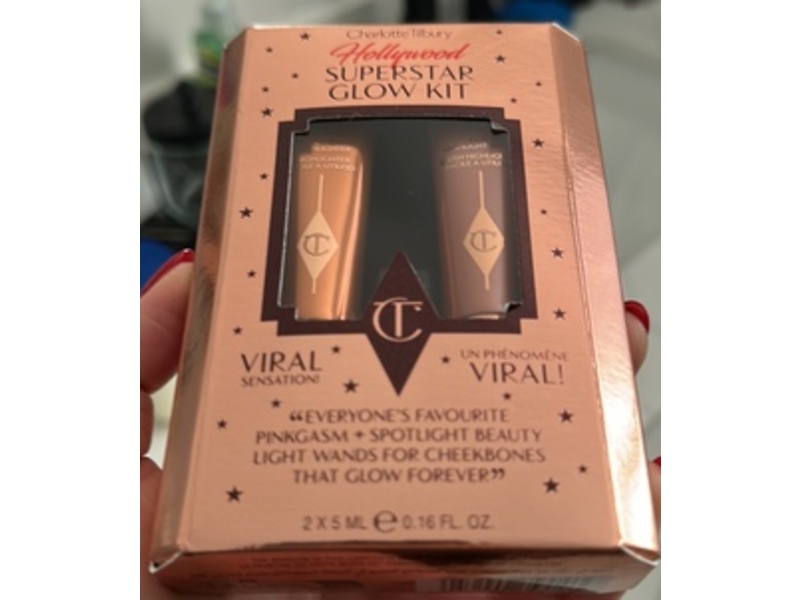 Charlotte Tilbury
Hollywood
SUPERSTAR
GLOW KIT
CT
CT
CT
VIRAL
SENSATION!
UN PHÉNOMÈNE
VIRAL!
“EVERYONE'S FAVOURITE
PINKGASM + SPOTLIGHT BEAUTY
LIGHT WANDS FOR CHEEKBONES
THAT GLOW FOREVER”
2 X 5 ML ℮ 0.16 FL. OZ.